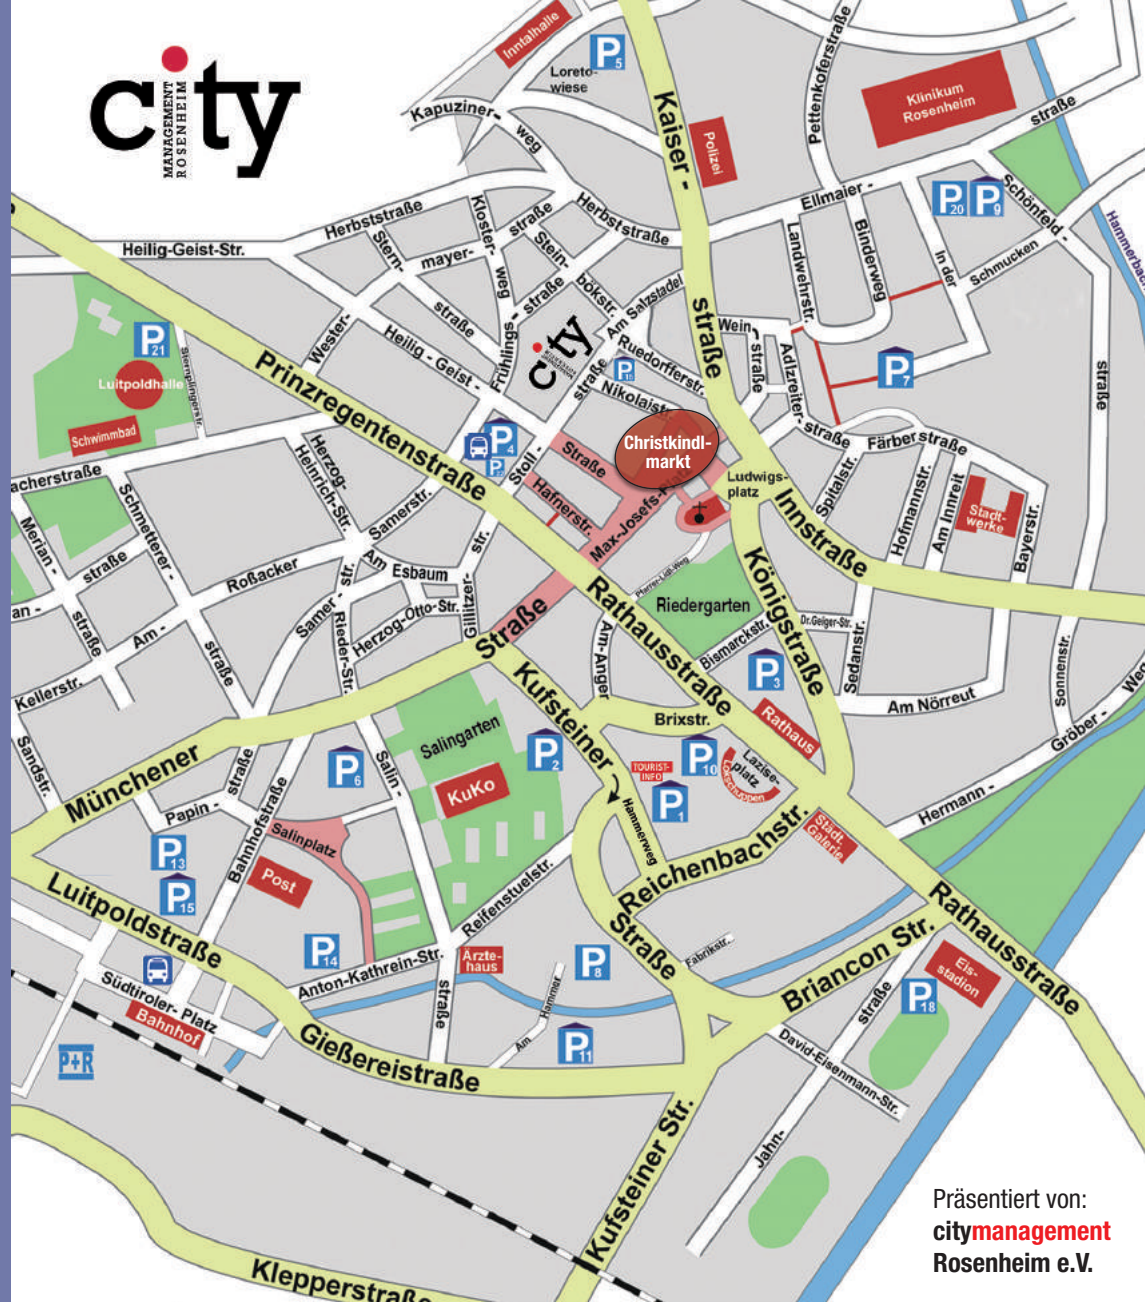 city
MANAGEMENT
ROSENHEIM
Inntalhalle
P5
Loreto-
wiese
Kapuziner-
weg
Kaiser-
straße
Polizei
Pettenkoferstraße
Klinikum
Rosenheim
Ellmaier-
straße
P20
P9
Schönfeld-
straße
Hammerbach
Heilig-Geist-Str.
Herbststraße
Stern-
straße
Kloster-
weg
mayer-
straße
Stein-
bökstr.
Herbststraße
Landwehrstr.
Binderweg
In der
Schmucken
Am Salzstadel
Frühlings-
straße
Wester-
Heilig-Geist-
straße
P21
Luitpoldhalle
Schwimmbad
Stemplingerstr.
Prinzregentenstraße
city
Ruedorfferstr.
Wein-
straße
Adlzreiter-
straße
P7
Nikolaistr.
Christkindl-
markt
Färberstraße
P4
Stoll-
straße
Straße
Hafnerstr.
Max-Josefs-Platz
Ludwigs-
platz
Innstraße
Spitalstr.
Hofmannstr.
Am Innreit
Stadt-
werke
Bayerstr.
acherstraße
Herzog-
Heinrich-Str.
Samerstr.
Schmetterer-
straße
Merian-
straße
straße
Roßacker
Am
Esbaum
Gillitzer-
str.
Herzog-Otto-Str.
Samer-
str.
Rieder-Str.
Am-
Kellerstr.
an-
Pfarrer-Lidl-Weg
Riedergarten
Königstraße
Bismarckstr.
Dr.Geiger-Str.
Sedanstr.
Am Nörreut
Sonnenstr.
Gröber-
Weg
Rathausstraße
Am-Anger
P3
Rathaus
Brixstr.
Münchener
Straße
Kufsteiner
Straße
Salingarten
KuKo
P2
TOURIST-
INFO
P10
P1
Lazise-
platz
Lokschuppen
Hammerweg
Reichenbachstr.
Städt.
Galerie
Hermann-
Sandstr.
Papin-
straße
Bahnhofstraße
P6
Salin-
straße
Salinplatz
Post
P13
P15
P14
Luitpoldstraße
Reifenstuelstr.
Anton-Kathrein-Str.
Ärzte-
haus
Am
Hammer
P8
P11
Fabrikstr.
Briancon Str.
Rathausstraße
Eis-
stadion
P18
Jahn-
straße
David-Eisenmann-Str.
Südtiroler- Platz
Bahnhof
P+R
Gießereistraße
Kufsteiner Str.
Klepperstraße
Präsentiert von:
citymanagement
Rosenheim e.V.